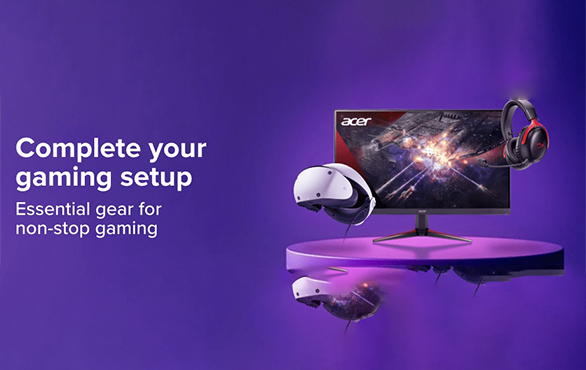 Complete your
gaming setup
Essential gear for
non-stop gaming
acer